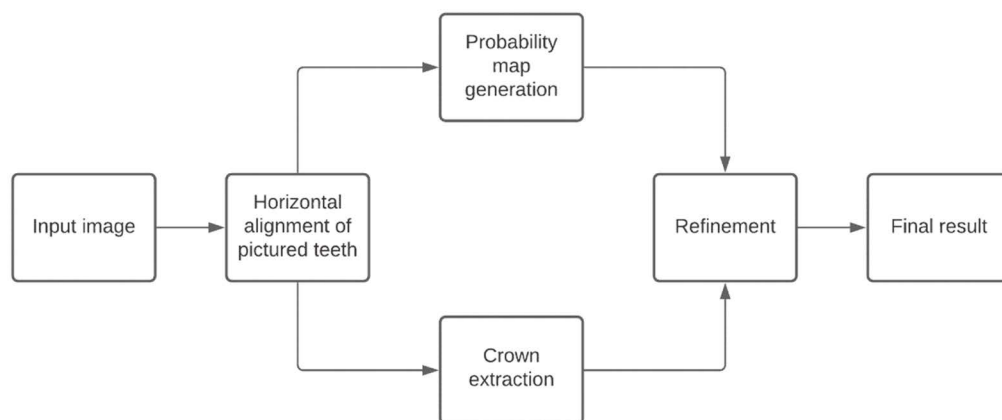 Probability
map
generation
Input image
Horizontal
alignment of
pictured teeth
Refinement
Final result
Crown
extraction